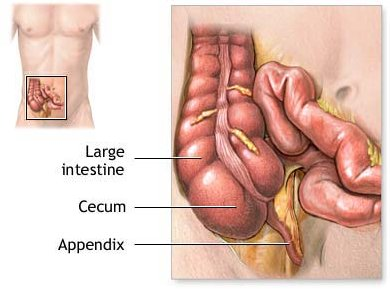 Large
intestine
Cecum
Appendix